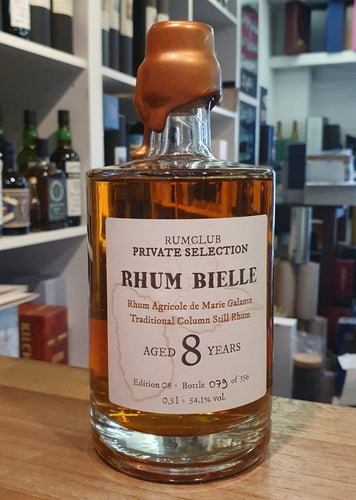 RUMCLUB
PRIVATE SELECTION
RHUM BIELLE
Rhum Agricole de Marie Galante
Traditional Column Still Rhum
AGED 8 YEARS
Edition 08 ◦ Bottle 079 of 356
0,5l ◦ 54,1% vol.